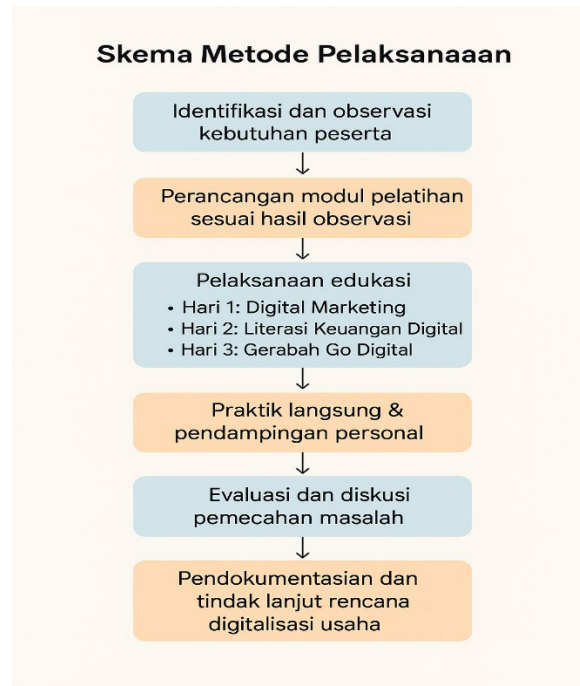 Skema Metode Pelaksanaaan
Identifikasi dan observasi
kebutuhan peserta
Perancangan modul pelatihan
sesuai hasil observasi
Pelaksanaan edukasi
• Hari 1: Digital Marketing
• Hari 2: Literasi Keuangan Digital
• Hari 3: Gerabah Go Digital
Praktik langsung &
pendampingan personal
Evaluasi dan diskusi
pemecahan masalah
Pendokumentasian dan
tindak lanjut rencana
digitalisasi usaha